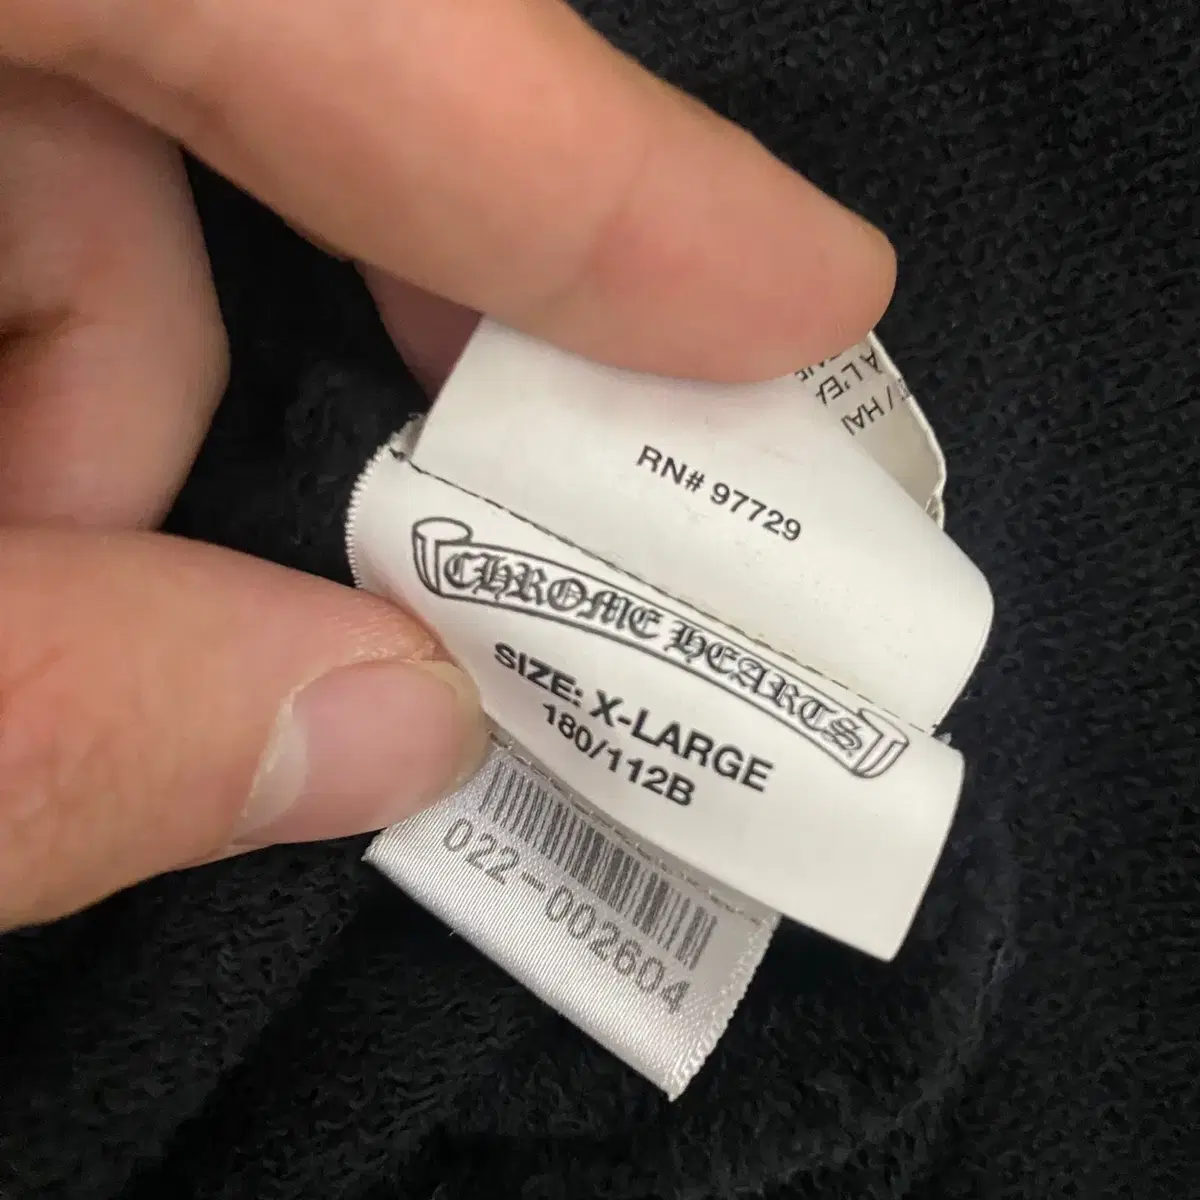 RN# 97729
CHROME HEARTS
SIZE: X-LARGE
180/112B
022-002604